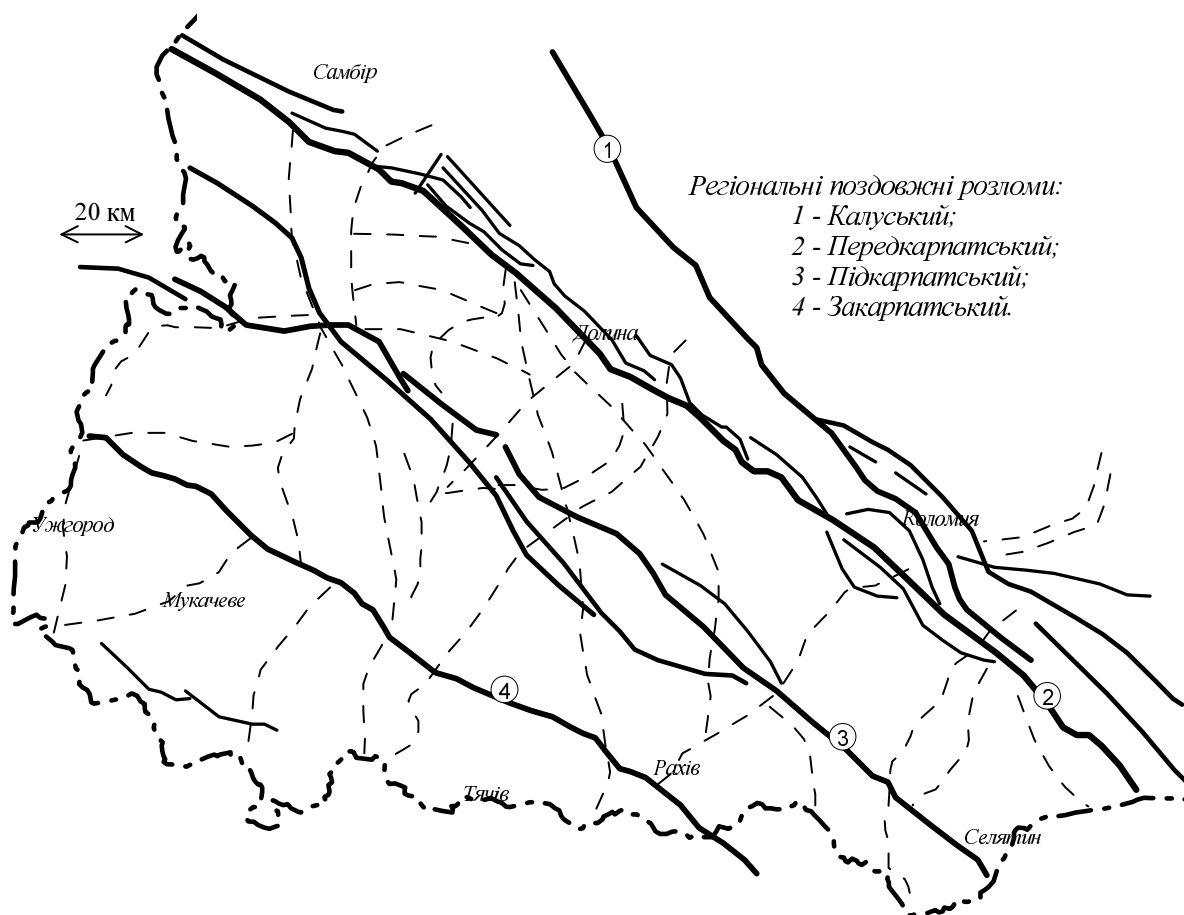 Самбір
1
Регіональні поздовжні розломи:
1 - Калуський;
20 км
2 - Передкарпатський;
3 - Підкарпатський;
4 - Закарпатський.
Долина
Ужгород
Коломия
Мукачеве
4
2
3
Рахів
Тячів
Селятин